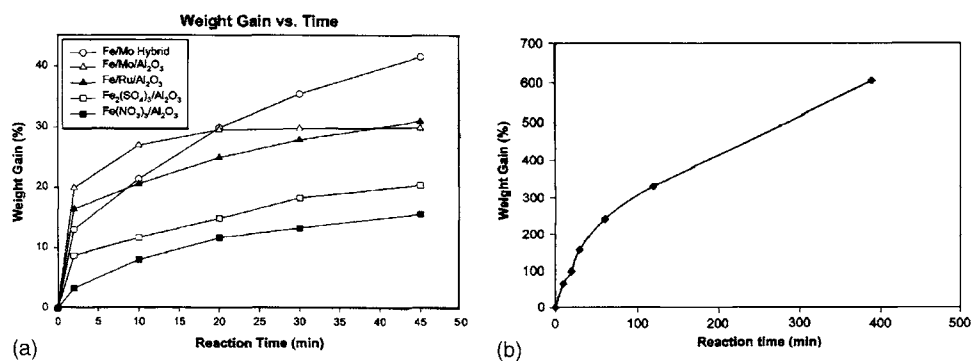 Weight Gain vs. Time
Fe/Mo Hybrid
Fe/Mo/Al₂O₃
Fe/Ru/Al₂O₃
Fe₂(SO₄)₃/Al₂O₃
Fe(NO₃)₃/Al₂O₃
Weight Gain (%)
40
30
20
10
0
0 5 10 15 20 25 30 35 40 45 50
Reaction Time (min)
(a)
Weight Gain (%)
700
600
500
400
300
200
100
0
0 100 200 300 400 500
Reaction time (min)
(b)